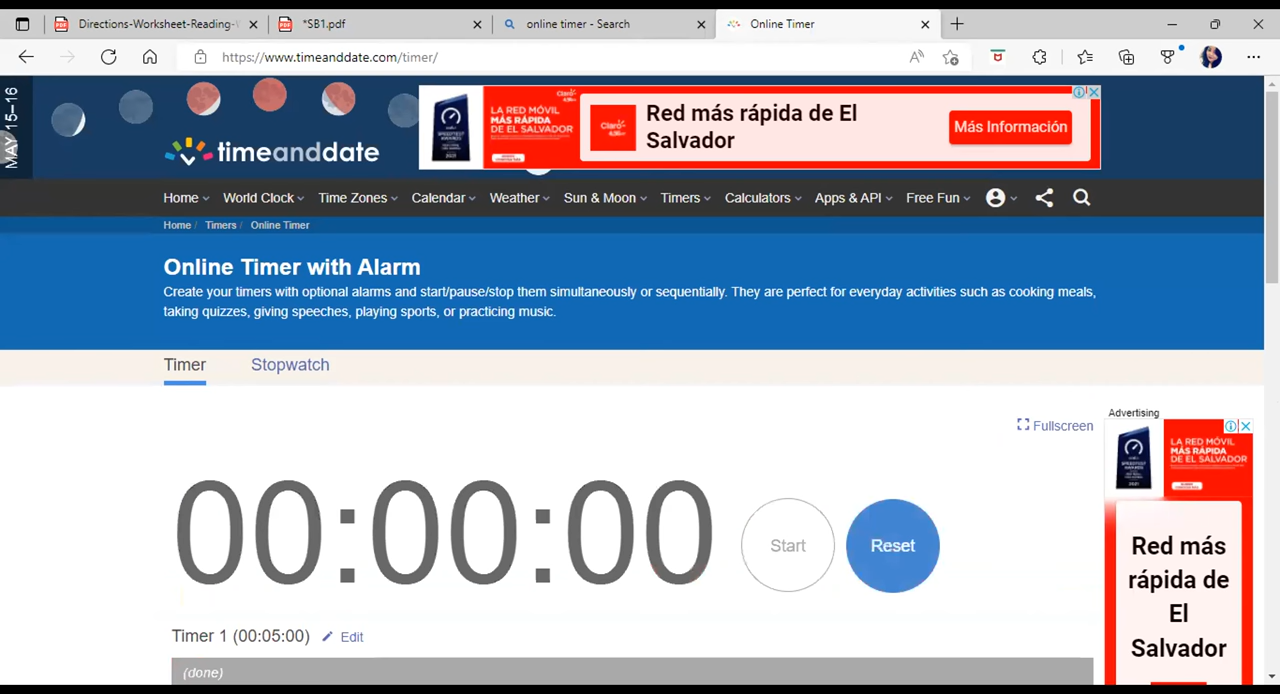 Directions-Worksheet-Reading-
*SB1.pdf
online timer - Search
Online Timer
https://www.timeanddate.com/timer/
MAY 15–16
timeanddate
LA RED MÓVIL
MÁS RÁPIDA
DE EL SALVADOR
Claro
Red más rápida de El
Salvador
Más Información
Home
World Clock
Time Zones
Calendar
Weather
Sun & Moon
Timers
Calculators
Apps & API
Free Fun
Home / Timers / Online Timer
Online Timer with Alarm
Create your timers with optional alarms and start/pause/stop them simultaneously or sequentially. They are perfect for everyday activities such as cooking meals,
taking quizzes, giving speeches, playing sports, or practicing music.
Timer
Stopwatch
Advertising
Fullscreen
LA RED MÓVIL
MÁS RÁPIDA
DE EL SALVADOR
00:00:00
Start
Reset
Red más
rápida de
El
Salvador
Timer 1 (00:05:00)
Edit
(done)